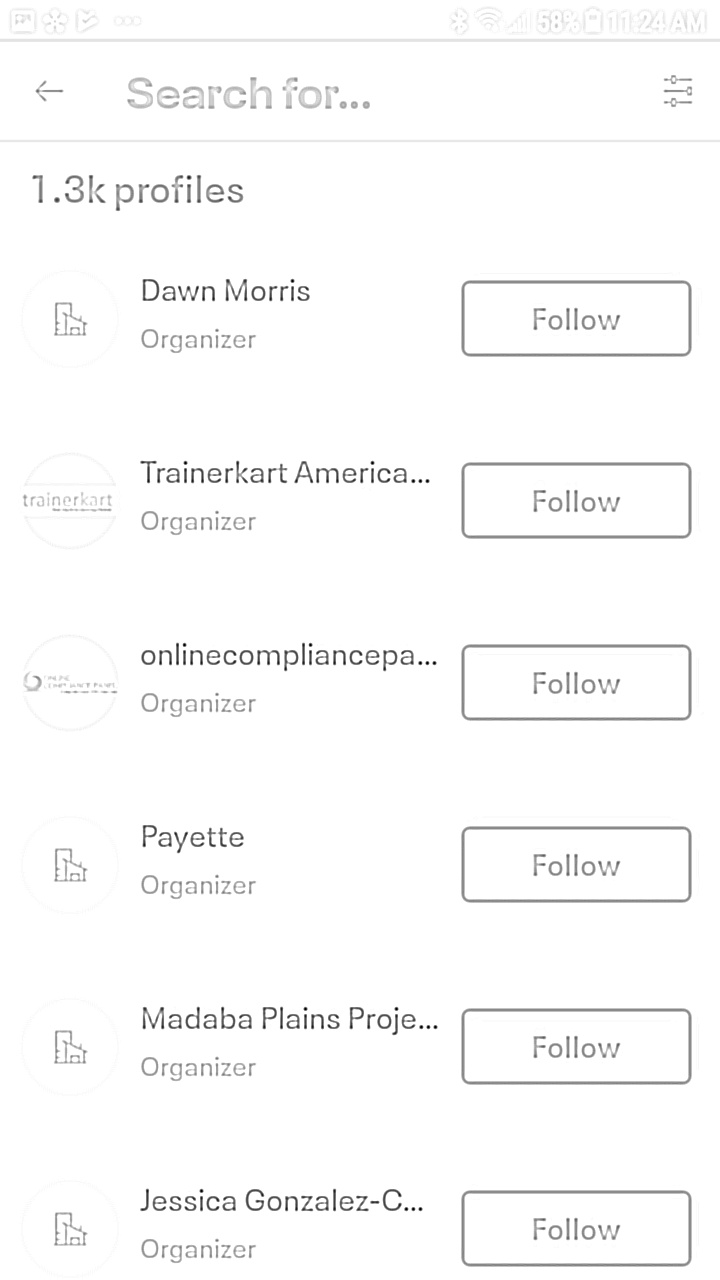 58% 11:24 AM
Search for...
1.3k profiles
Dawn Morris
Organizer
Follow
trainerkart
Trainerkart America...
Organizer
Follow
onlinecompliancepa...
Organizer
Follow
Payette
Organizer
Follow
Madaba Plains Proje...
Organizer
Follow
Jessica Gonzalez-C...
Organizer
Follow